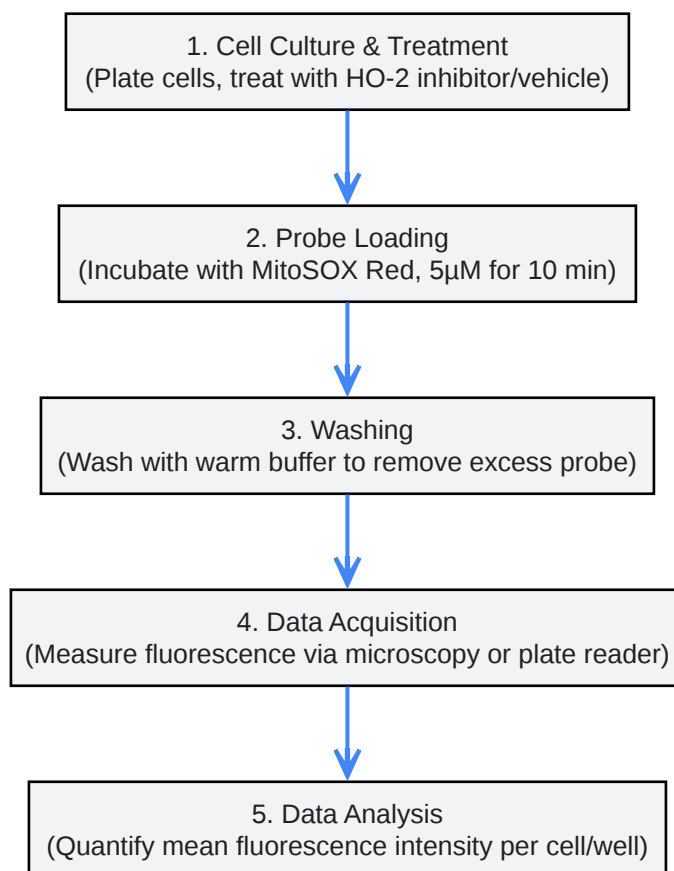 1. Cell Culture & Treatment
(Plate cells, treat with HO-2 inhibitor/vehicle)
2. Probe Loading
(Incubate with MitoSOX Red, 5µM for 10 min)
3. Washing
(Wash with warm buffer to remove excess probe)
4. Data Acquisition
(Measure fluorescence via microscopy or plate reader)
5. Data Analysis
(Quantify mean fluorescence intensity per cell/well)